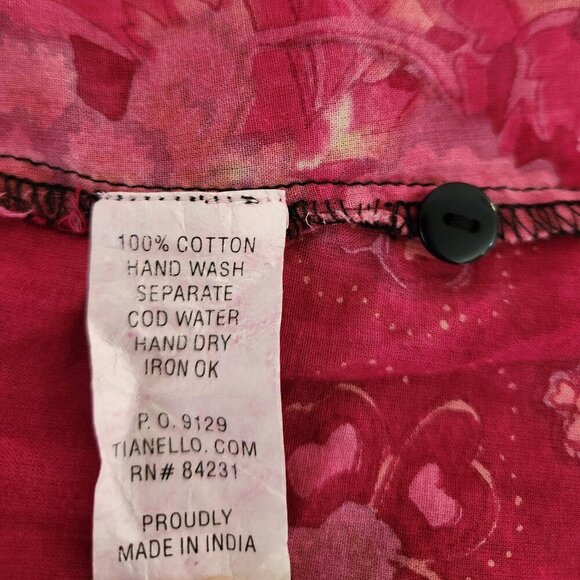 100% COTTON
HAND WASH
SEPARATE
COD WATER
HAND DRY
IRON OK
P. O. 9129
TIANELLO. COM
RN# 84231
PROUDLY
MADE IN INDIA